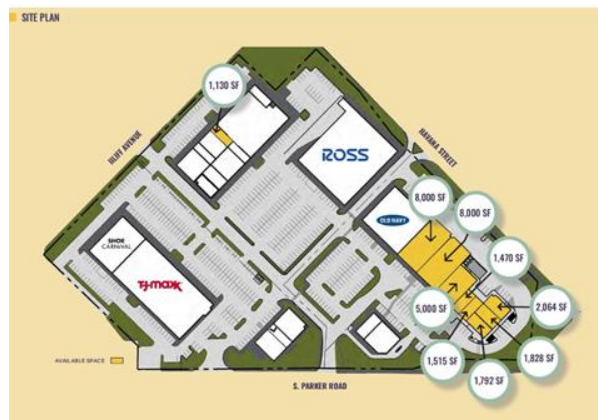 SITE PLAN
1,130 SF
ILIFF AVENUE
HAVANA STREET
ROSS
8,000 SF
OLD NAVY
8,000 SF
SHOE
CARNIVAL
1,470 SF
T.J.maxx
5,000 SF
2,064 SF
1,515 SF
1,828 SF
1,792 SF
AVAILABLE SPACE
S. PARKER ROAD